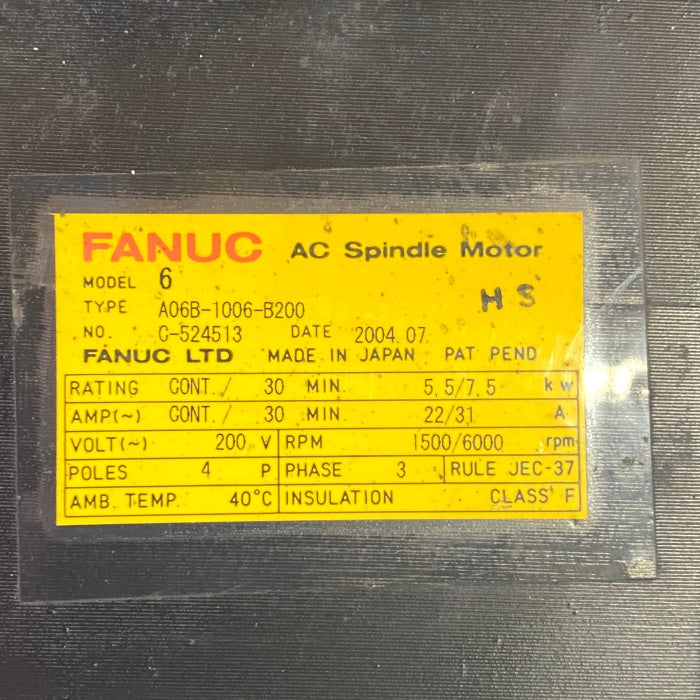 FANUC AC Spindle Motor
MODEL 6
TYPE A06B-1006-B200
H S
NO. C-524513 DATE 2004.07.
FANUC LTD MADE IN JAPAN PAT PEND
RATING CONT./ 30 MIN. 5,5/7,5 kw
AMP.(~) CONT./ 30 MIN. 22/31 A
VOLT(~) 200 V RPM 1500/6000 rpm
POLES 4 P PHASE 3 RULE JEC-37
AMB. TEMP. 40°C INSULATION CLASS F